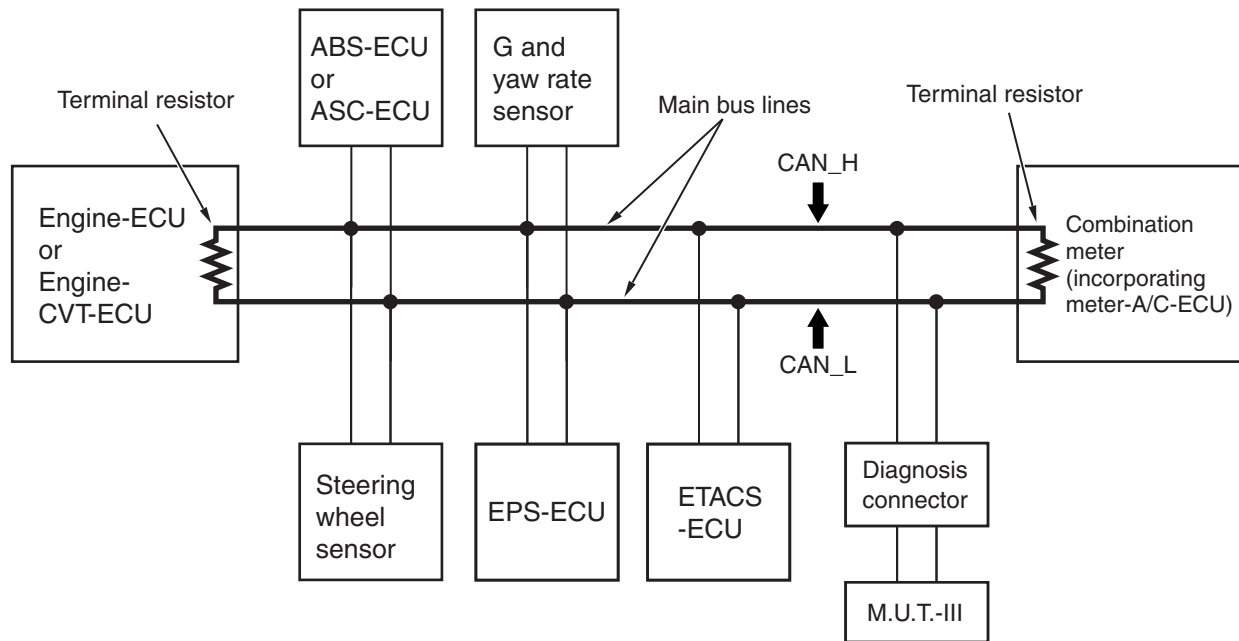 ABS-ECU
or
ASC-ECU
G and
yaw rate
sensor
Terminal resistor
Main bus lines
Terminal resistor
CAN_H
Engine-ECU
or
Engine-
CVT-ECU
Combination
meter
(incorporating
meter-A/C-ECU)
CAN_L
Steering
wheel
sensor
EPS-ECU
ETACS
-ECU
Diagnosis
connector
M.U.T.-III